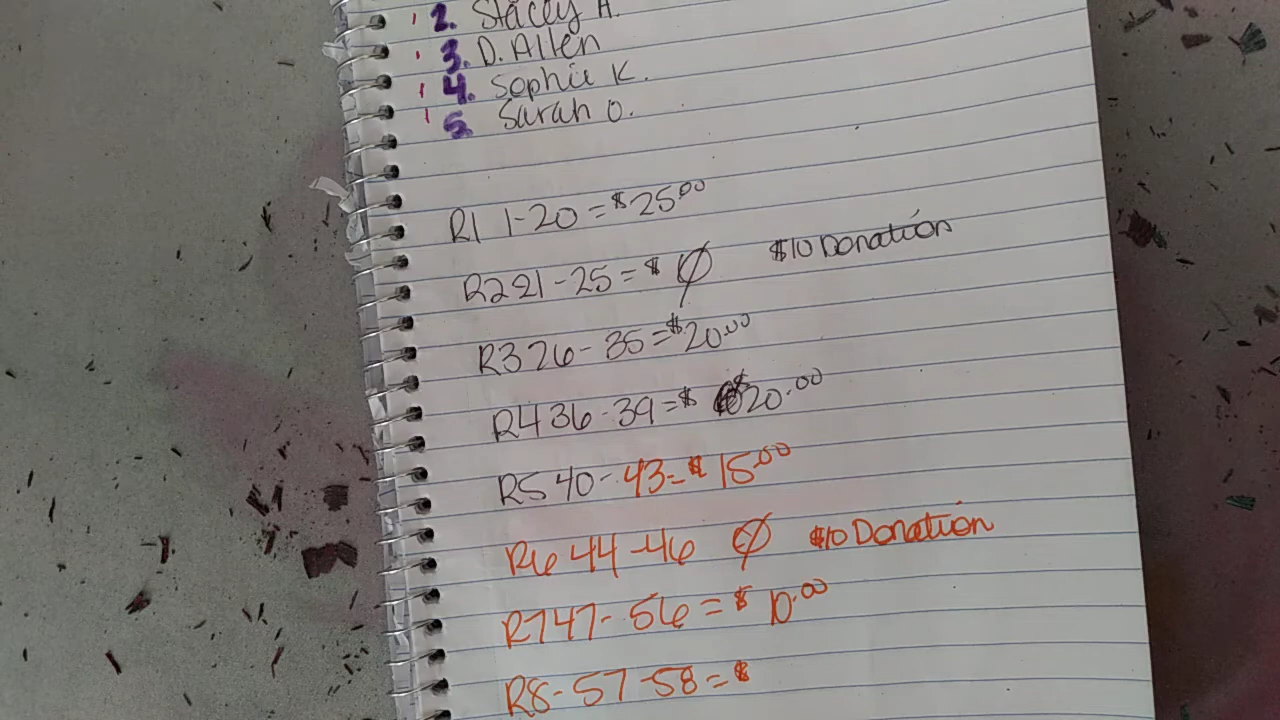 2. Stacey A.
3. D. Allen
4. Sophie K.
5. Sarah O.
R1 1-20 = $25.00
R2 21-25 = $ Ø $10 Donation
R3 26-35 = $20.00
R4 36-39 = $ $20.00
R5 40-43 = $15.00
R6 44-46 Ø $10 Donation
R7 47-56 = $10.00
R8-57-58 = $